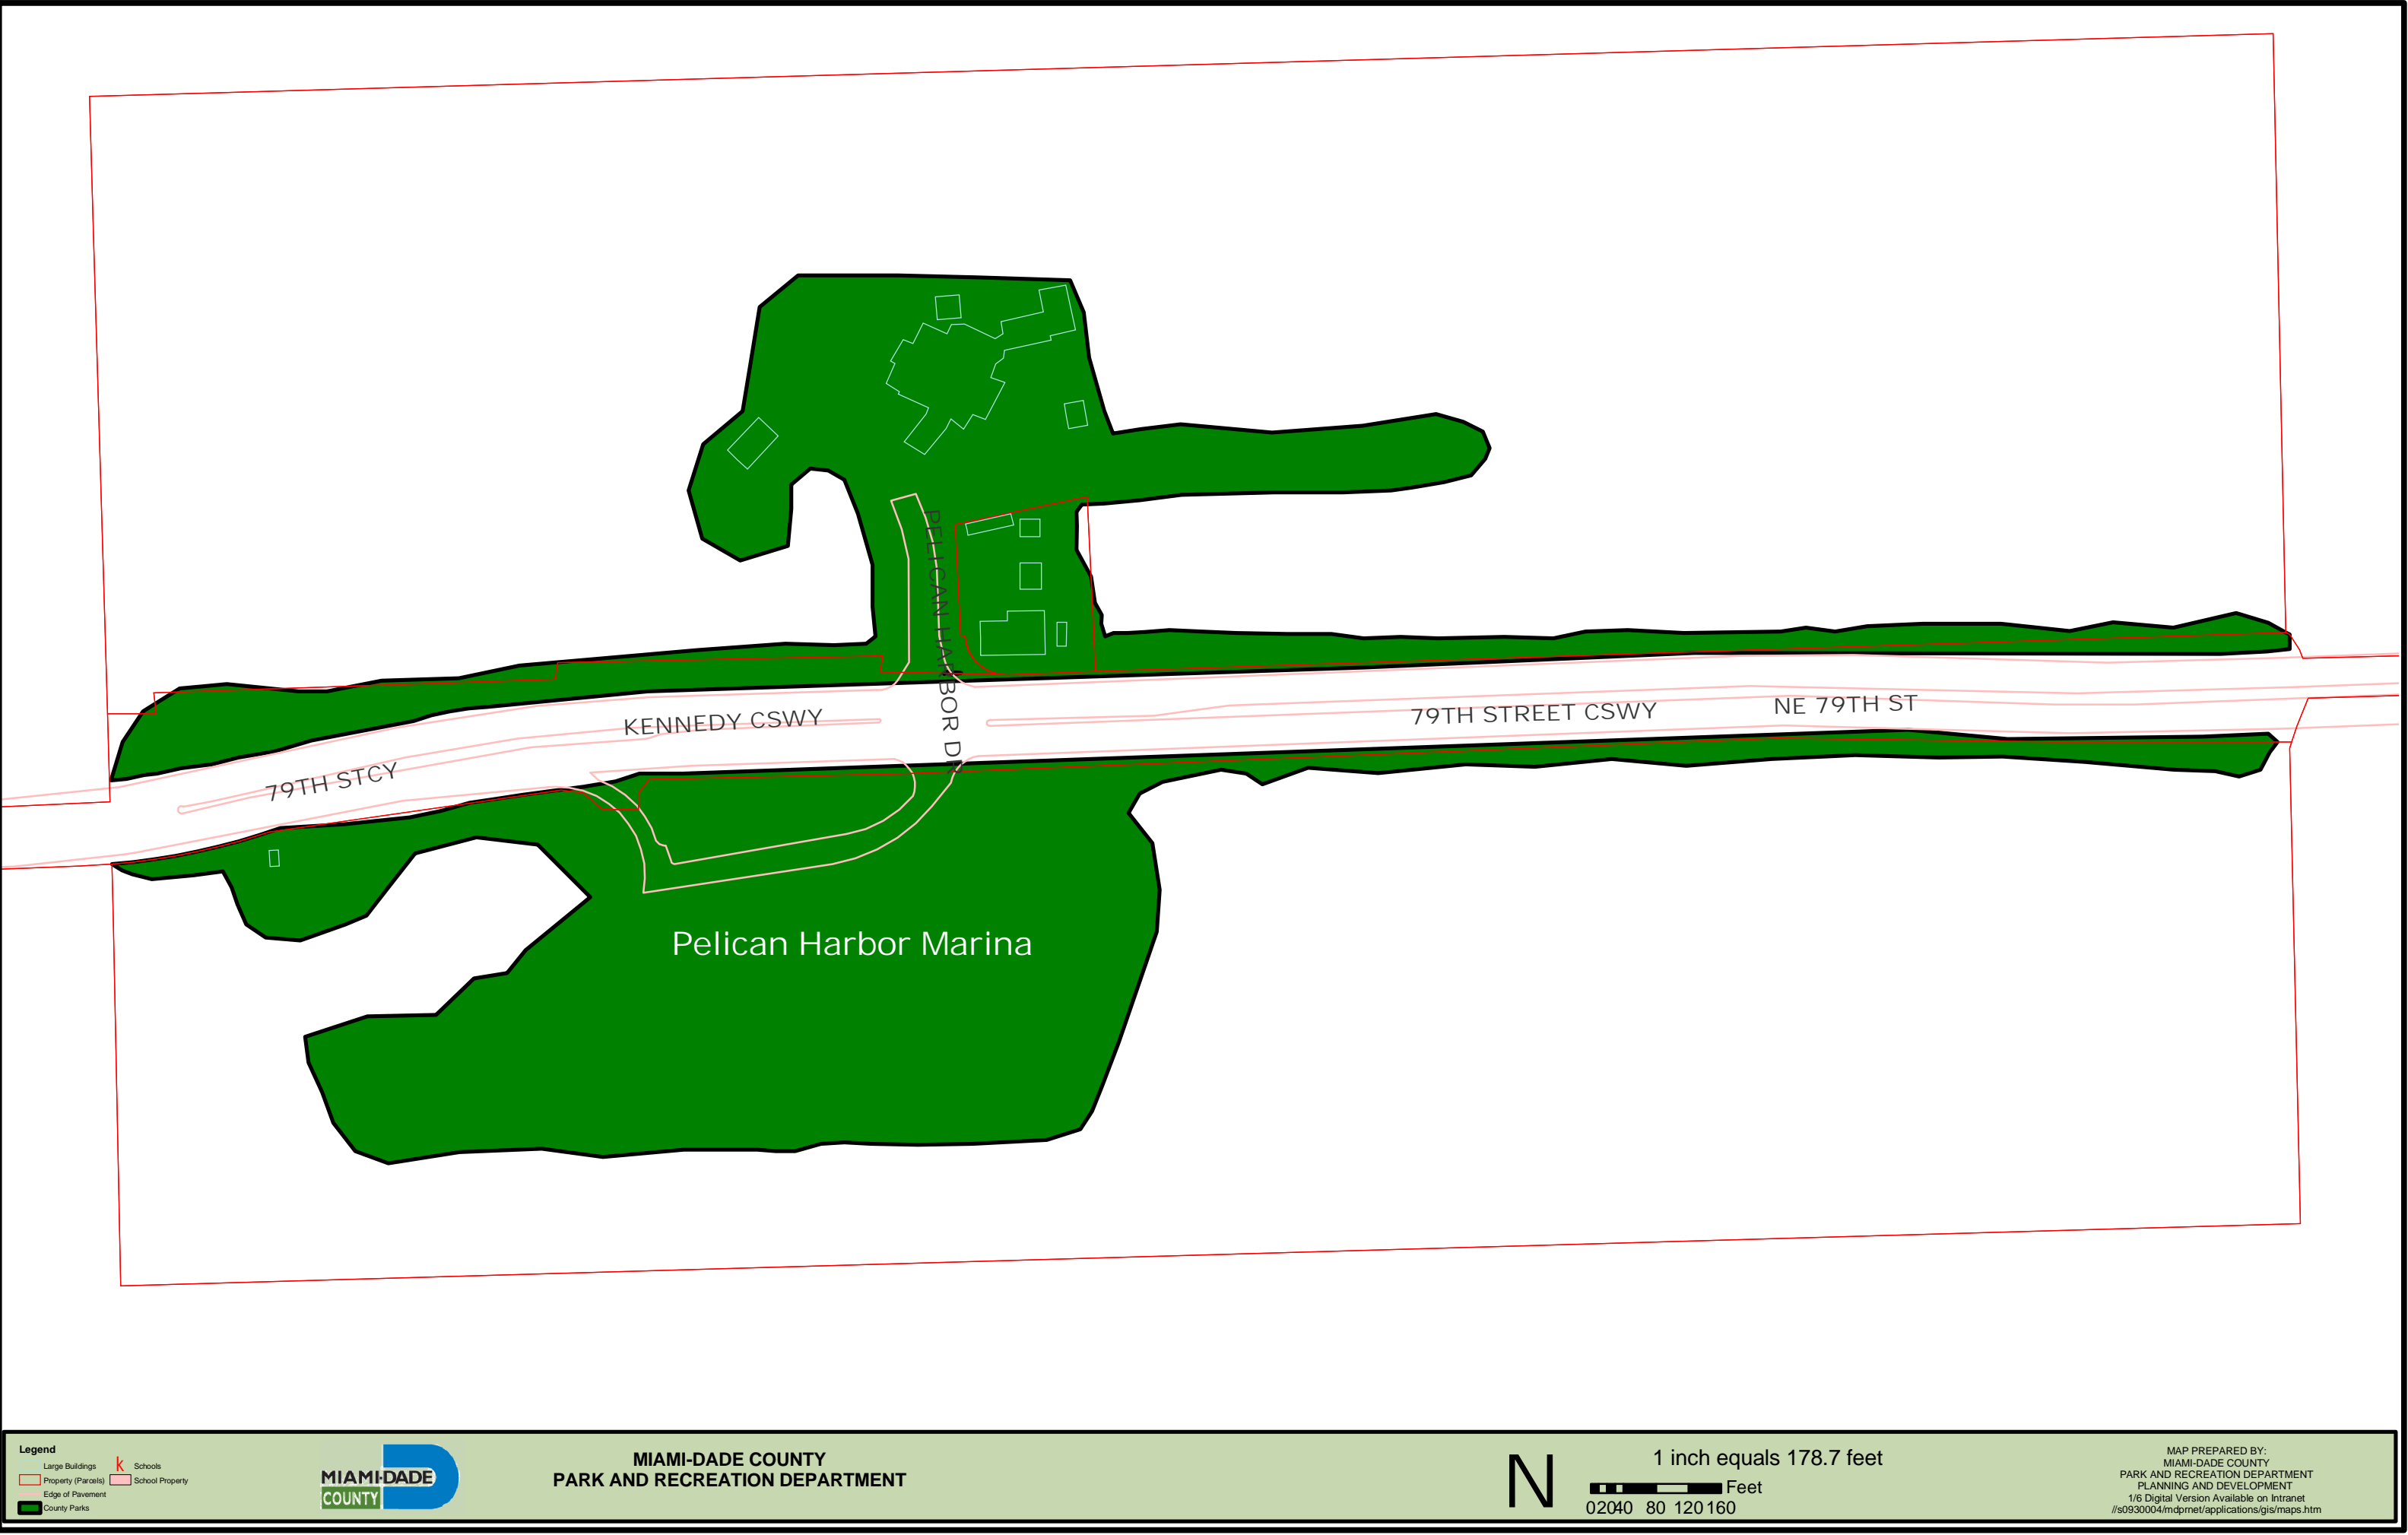 PELICAN HARBOR DR
KENNEDY CSWY
79TH STREET CSWY
NE 79TH ST
79TH STCY
Pelican Harbor Marina
Legend
Large Buildings
k Schools
Property (Parcels)
School Property
Edge of Pavement
County Parks
MIAMI-DADE
COUNTY
MIAMI-DADE COUNTY
PARK AND RECREATION DEPARTMENT
N
1 inch equals 178.7 feet
Feet
02040 80 120 160
MAP PREPARED BY:
MIAMI-DADE COUNTY
PARK AND RECREATION DEPARTMENT
PLANNING AND DEVELOPMENT
1/6 Digital Version Available on Intranet
//s0930004/mdprnet/applications/gis/maps.htm